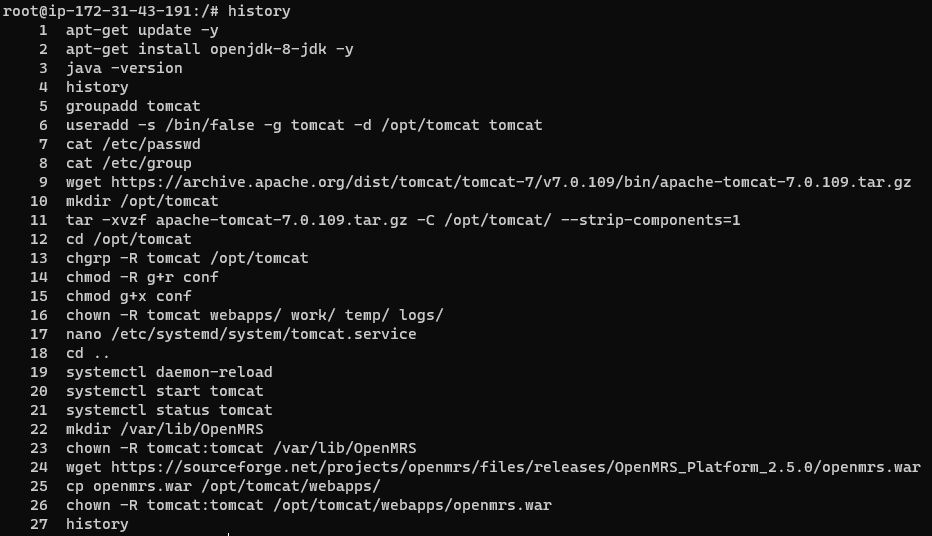 root@ip-172-31-43-191:/# history
1 apt-get update -y
2 apt-get install openjdk-8-jdk -y
3 java -version
4 history
5 groupadd tomcat
6 useradd -s /bin/false -g tomcat -d /opt/tomcat tomcat
7 cat /etc/passwd
8 cat /etc/group
9 wget https://archive.apache.org/dist/tomcat/tomcat-7/v7.0.109/bin/apache-tomcat-7.0.109.tar.gz
10 mkdir /opt/tomcat
11 tar -xvzf apache-tomcat-7.0.109.tar.gz -C /opt/tomcat/ --strip-components=1
12 cd /opt/tomcat
13 chgrp -R tomcat /opt/tomcat
14 chmod -R g+r conf
15 chmod g+x conf
16 chown -R tomcat webapps/ work/ temp/ logs/
17 nano /etc/systemd/system/tomcat.service
18 cd ..
19 systemctl daemon-reload
20 systemctl start tomcat
21 systemctl status tomcat
22 mkdir /var/lib/OpenMRS
23 chown -R tomcat:tomcat /var/lib/OpenMRS
24 wget https://sourceforge.net/projects/openmrs/files/releases/OpenMRS_Platform_2.5.0/openmrs.war
25 cp openmrs.war /opt/tomcat/webapps/
26 chown -R tomcat:tomcat /opt/tomcat/webapps/openmrs.war
27 history